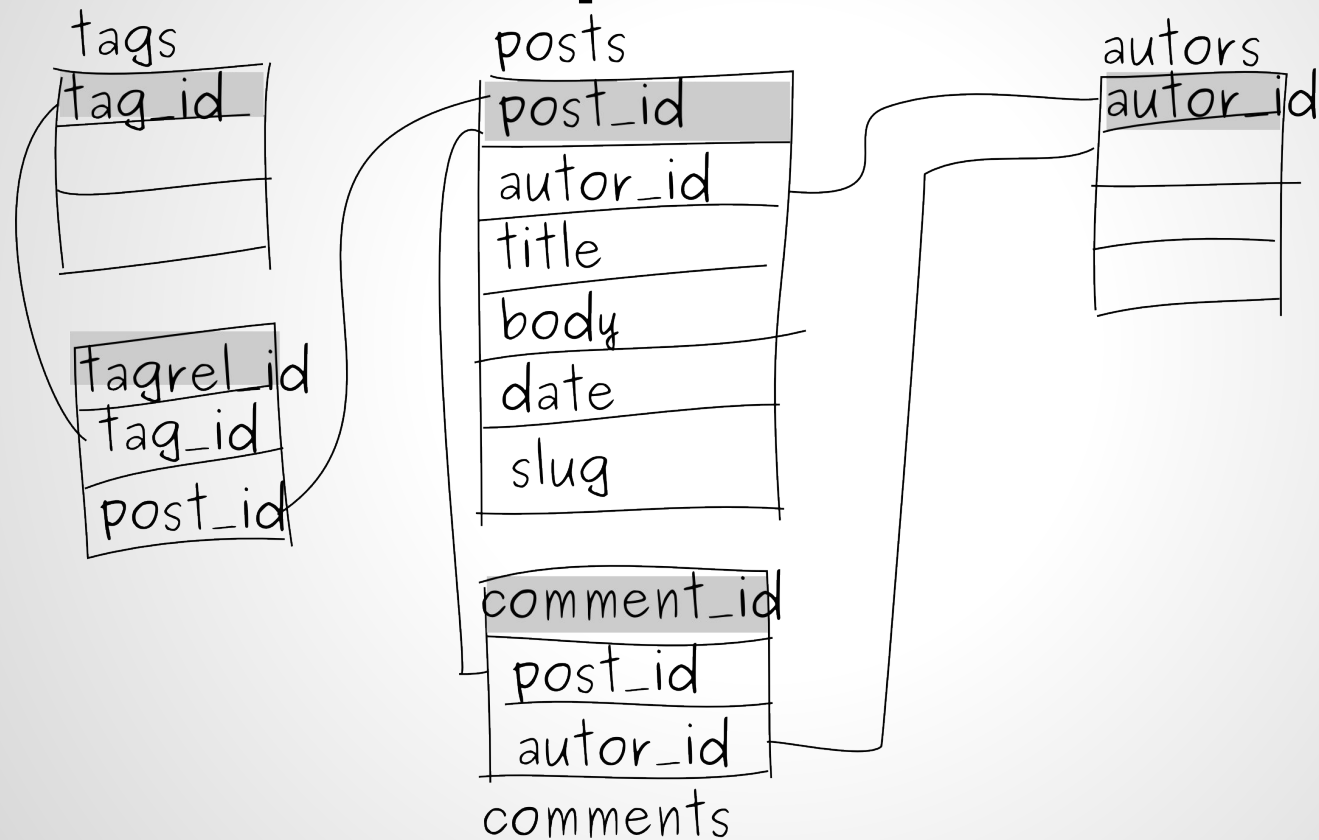 tags
tag_id
tagrel_id
tag_id
post_id
posts
post_id
autor_id
title
body
date
slug
comment_id
post_id
autor_id
comments
autors
autor_id